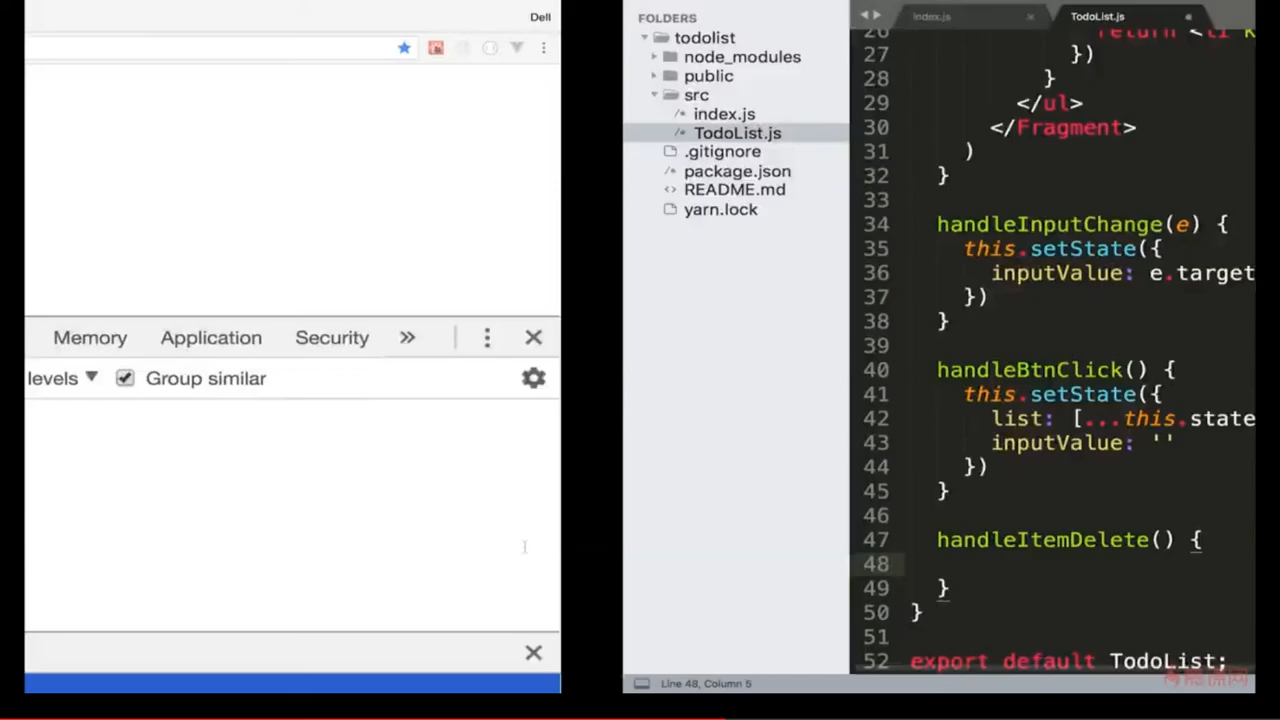 Dell
Memory Application Security
levels Group similar
FOLDERS
todolist
node_modules
public
src
index.js
TodoList.js
.gitignore
package.json
README.md
yarn.lock
index.js TodoList.js
26 return <li k
27 })
28 }
29 </ul>
30 </Fragment>
31 )
32 }
33
34 handleInputChange(e) {
35 this.setState({
36 inputValue: e.target
37 })
38 }
39
40 handleBtnClick() {
41 this.setState({
42 list: [...this.state
43 inputValue: ''
44 })
45 }
46
47 handleItemDelete() {
48
49 }
50 }
51
52 export default TodoList;
Line 48, Column 5